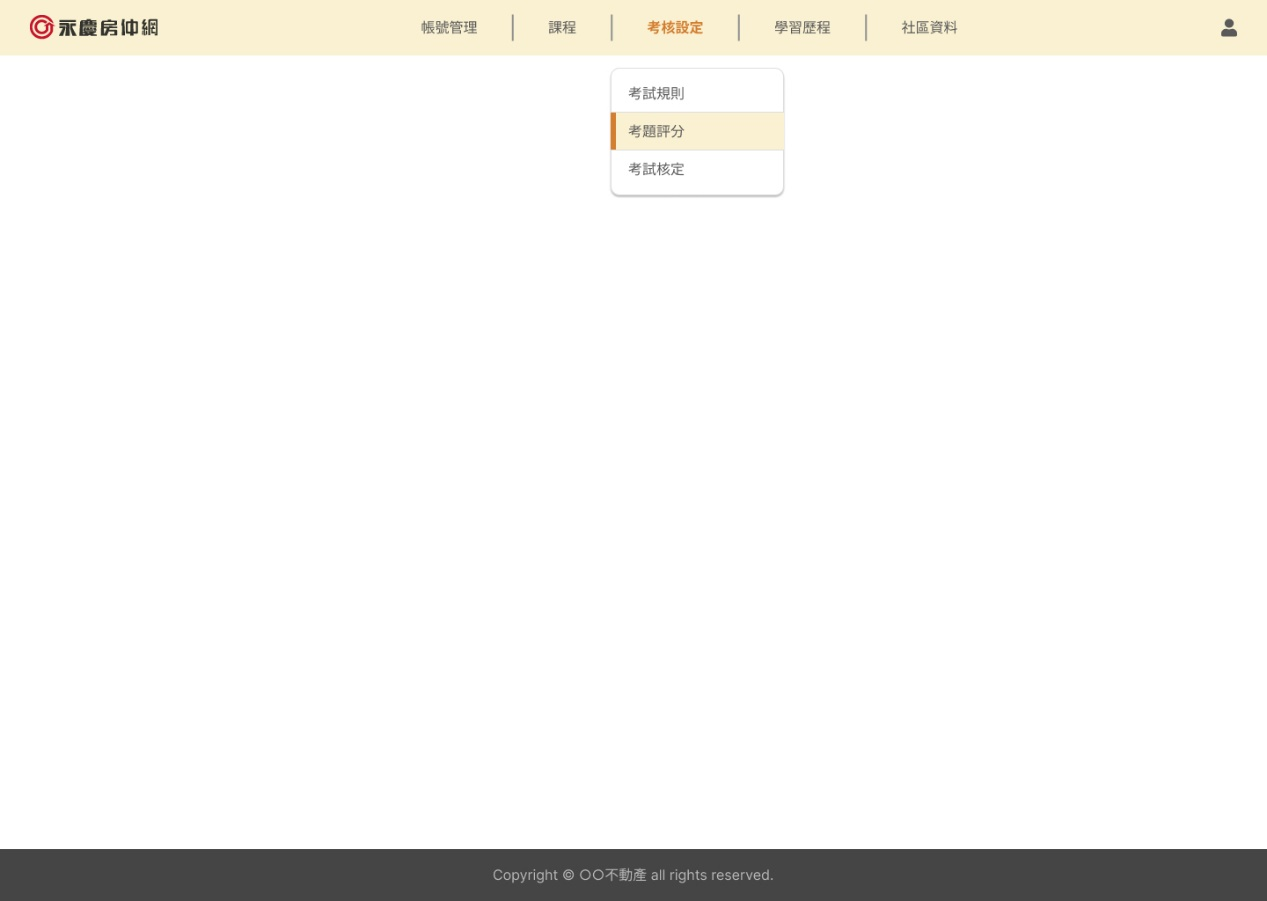 永慶房仲網
帳號管理
課程
考核設定
學習歷程
社區資料
考試規則
考題評分
考試核定
Copyright © ○○不動產 all rights reserved.